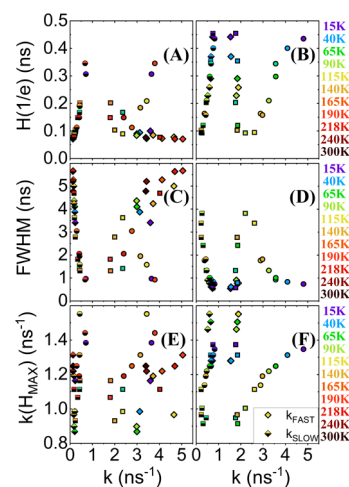 0.5
0.4
0.3
0.2
0.1
0.0
H(1/e) (ns)
(A)
(B)
15K
40K
65K
90K
115K
140K
165K
190K
218K
240K
300K
6
5
4
3
2
1
0
FWHM (ns)
(C)
(D)
15K
40K
65K
90K
115K
140K
165K
190K
218K
240K
300K
1.6
1.4
1.2
1.0
0.8
k(HMAX) (ns⁻¹)
(E)
(F)
kFAST
kSLOW
15K
40K
65K
90K
115K
140K
165K
190K
218K
240K
300K
0 1 2 3 4 5 0 1 2 3 4 5
k (ns⁻¹) k (ns⁻¹)